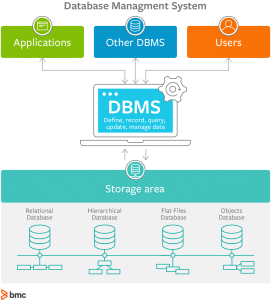 Database Managment System
Applications
Other DBMS
Users
DBMS
Define, record, query,
update, manage data
Storage area
Relational
Database
Hierarchical
Database
Flat Files
Database
Objects
Database
bmc